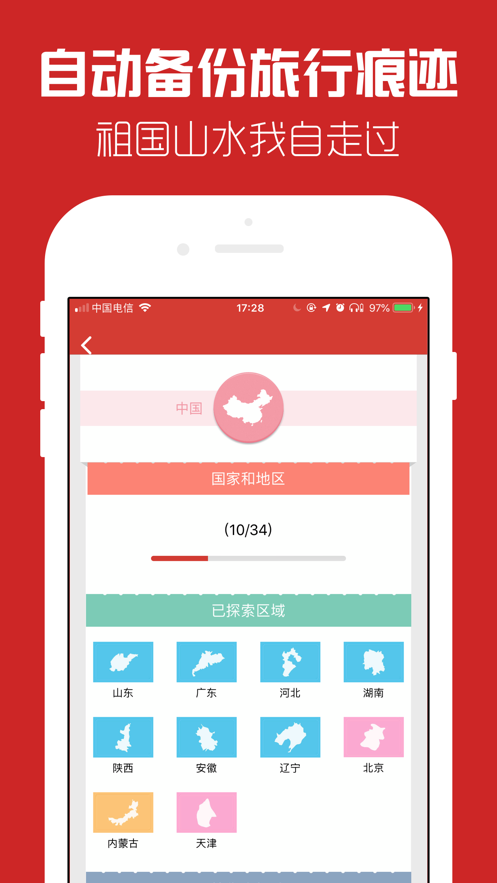 自动备份旅行痕迹
祖国山水我自走过
中国电信 17:28 97%
中国
国家和地区
(10/34)
已探索区域
山东 广东 河北 湖南
陕西 安徽 辽宁 北京
内蒙古 天津